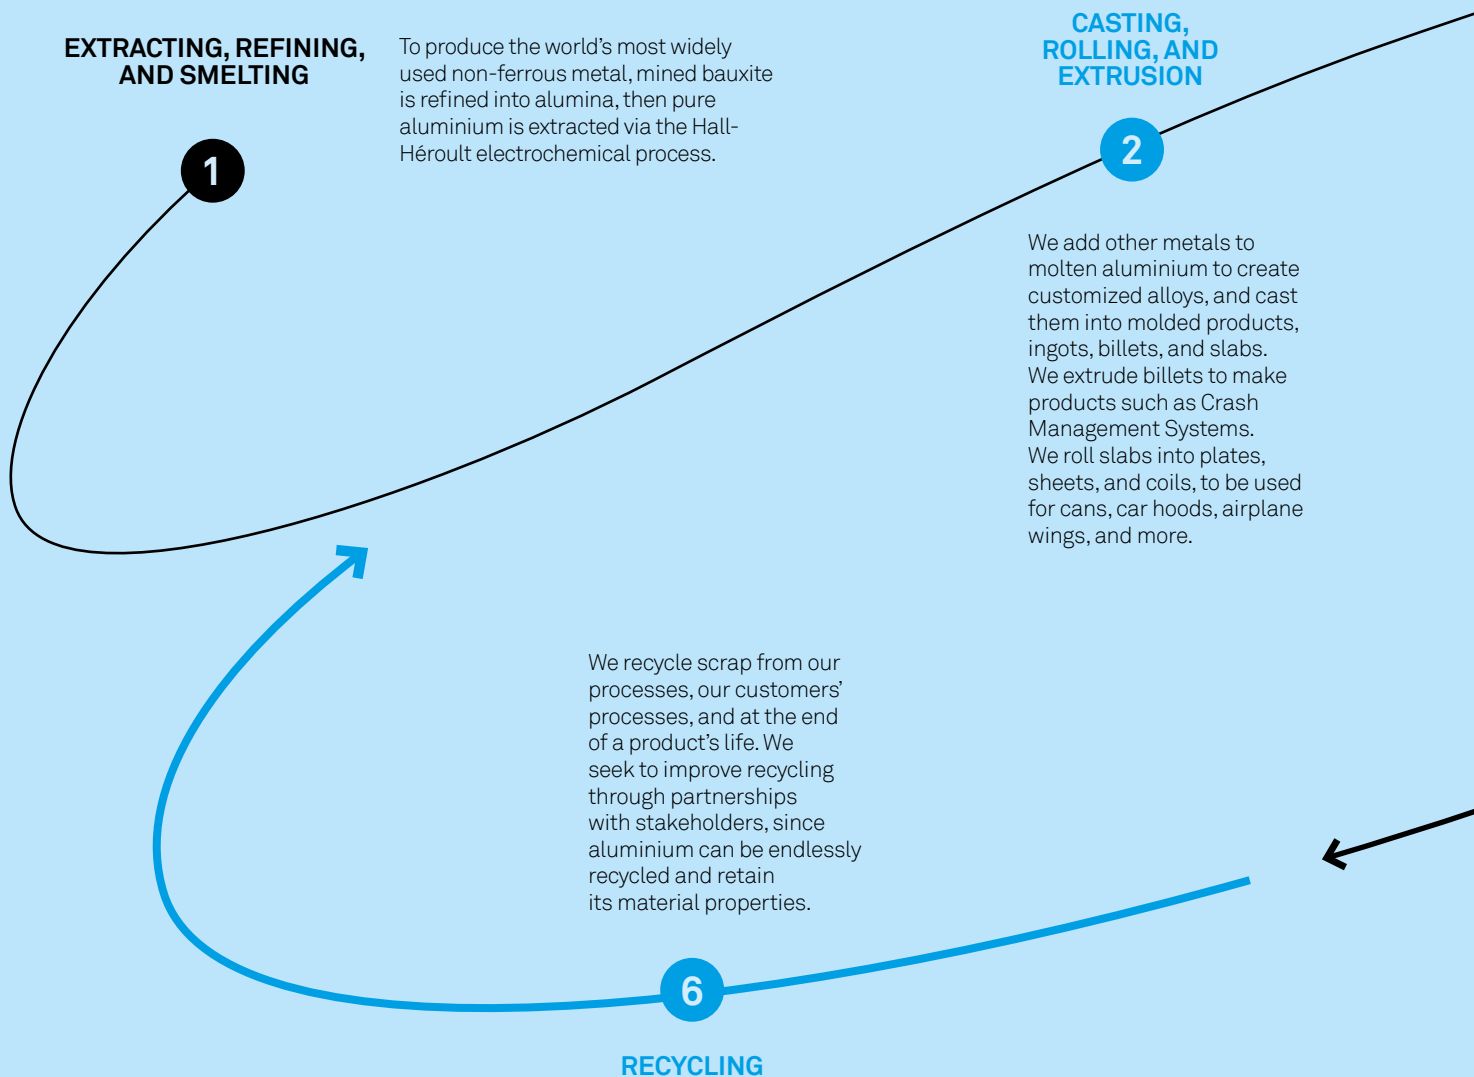 EXTRACTING, REFINING,
AND SMELTING
1
To produce the world’s most widely
used non-ferrous metal, mined bauxite
is refined into alumina, then pure
aluminium is extracted via the Hall-
Héroult electrochemical process.
CASTING,
ROLLING, AND
EXTRUSION
2
We add other metals to
molten aluminium to create
customized alloys, and cast
them into molded products,
ingots, billets, and slabs.
We extrude billets to make
products such as Crash
Management Systems.
We roll slabs into plates,
sheets, and coils, to be used
for cans, car hoods, airplane
wings, and more.
We recycle scrap from our
processes, our customers’
processes, and at the end
of a product’s life. We
seek to improve recycling
through partnerships
with stakeholders, since
aluminium can be endlessly
recycled and retain
its material properties.
6
RECYCLING